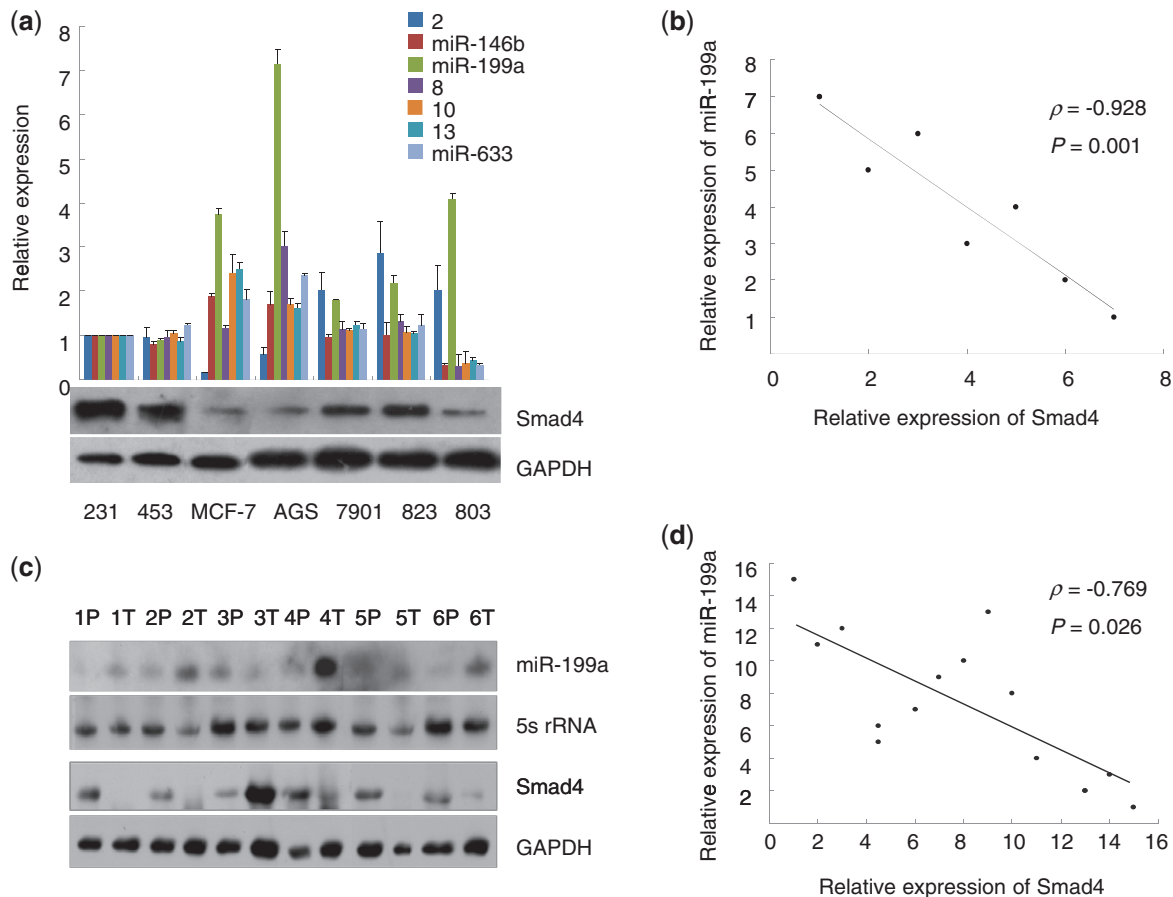 (a)
8
7
6
5
4
3
2
1
0
Relative expression
2
miR-146b
miR-199a
8
10
13
miR-633
Smad4
GAPDH
231 453 MCF-7 AGS 7901 823 803
(b)
8
7
6
5
4
3
2
1
Relative expression of miR-199a
ρ = -0.928
P = 0.001
0 2 4 6 8
Relative expression of Smad4
(c)
1P 1T 2P 2T 3P 3T 4P 4T 5P 5T 6P 6T
miR-199a
5s rRNA
Smad4
GAPDH
(d)
16
14
12
10
8
6
4
2
Relative expression of miR-199a
ρ = -0.769
P = 0.026
0 2 4 6 8 10 12 14 16
Relative expression of Smad4